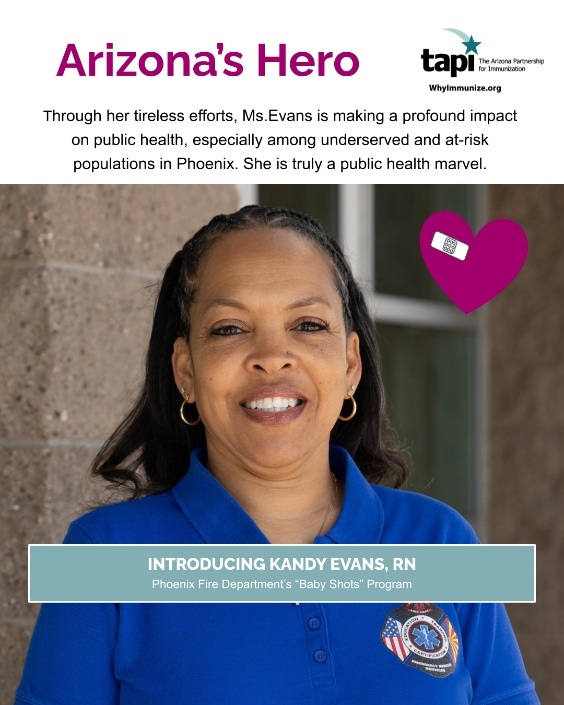 Arizona's Hero
tapi
The Arizona Partnership
for Immunization
WhyImmunize.org
Through her tireless efforts, Ms.Evans is making a profound impact
on public health, especially among underserved and at-risk
populations in Phoenix. She is truly a public health marvel.
INTRODUCING KANDY EVANS, RN
Phoenix Fire Department's "Baby Shots" Program